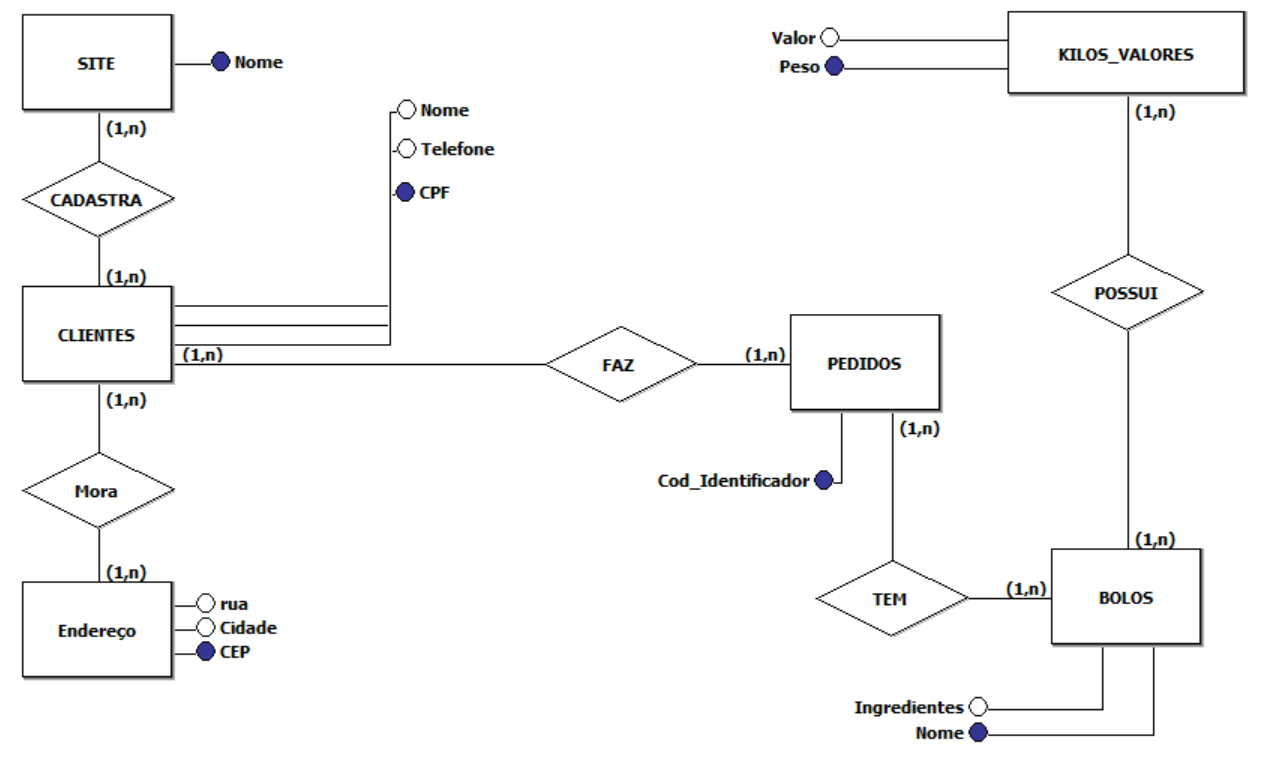 SITE
Nome
(1,n)
CADASTRA
(1,n)
CLIENTES
Nome
Telefone
CPF
(1,n)
(1,n)
Mora
(1,n)
Endereço
rua
Cidade
CEP
FAZ
(1,n)
PEDIDOS
(1,n)
Cod_Identificador
TEM
(1,n)
Valor
Peso
KILOS_VALORES
(1,n)
POSSUI
(1,n)
BOLOS
Ingredientes
Nome